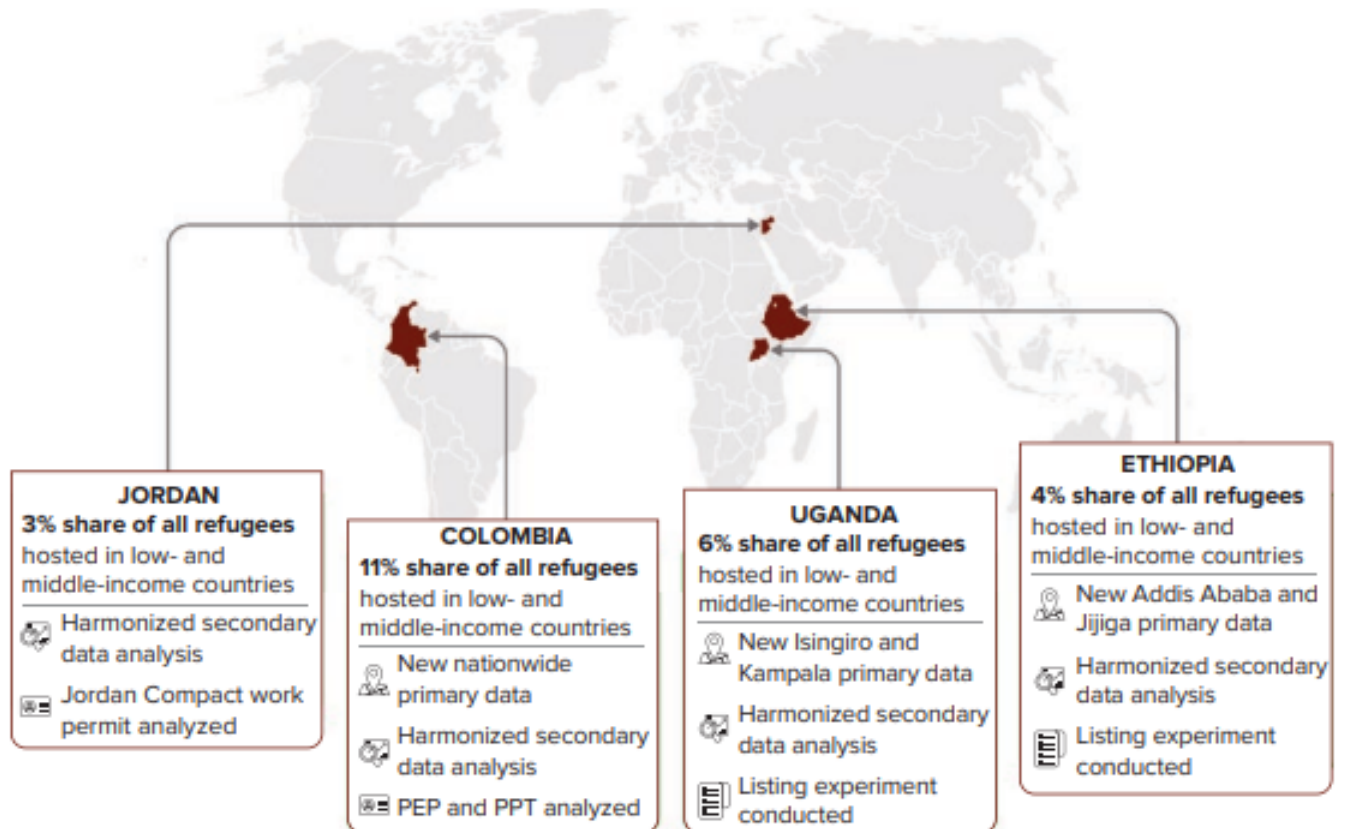 JORDAN
3% share of all refugees
hosted in low- and
middle-income countries
Harmonized secondary
data analysis
Jordan Compact work
permit analyzed
COLOMBIA
11% share of all refugees
hosted in low- and
middle-income countries
New nationwide
primary data
Harmonized secondary
data analysis
PEP and PPT analyzed
UGANDA
6% share of all refugees
hosted in low- and
middle-income countries
New Isingiro and
Kampala primary data
Harmonized secondary
data analysis
Listing experiment
conducted
ETHIOPIA
4% share of all refugees
hosted in low- and
middle-income countries
New Addis Ababa and
Jijiga primary data
Harmonized secondary
data analysis
Listing experiment
conducted